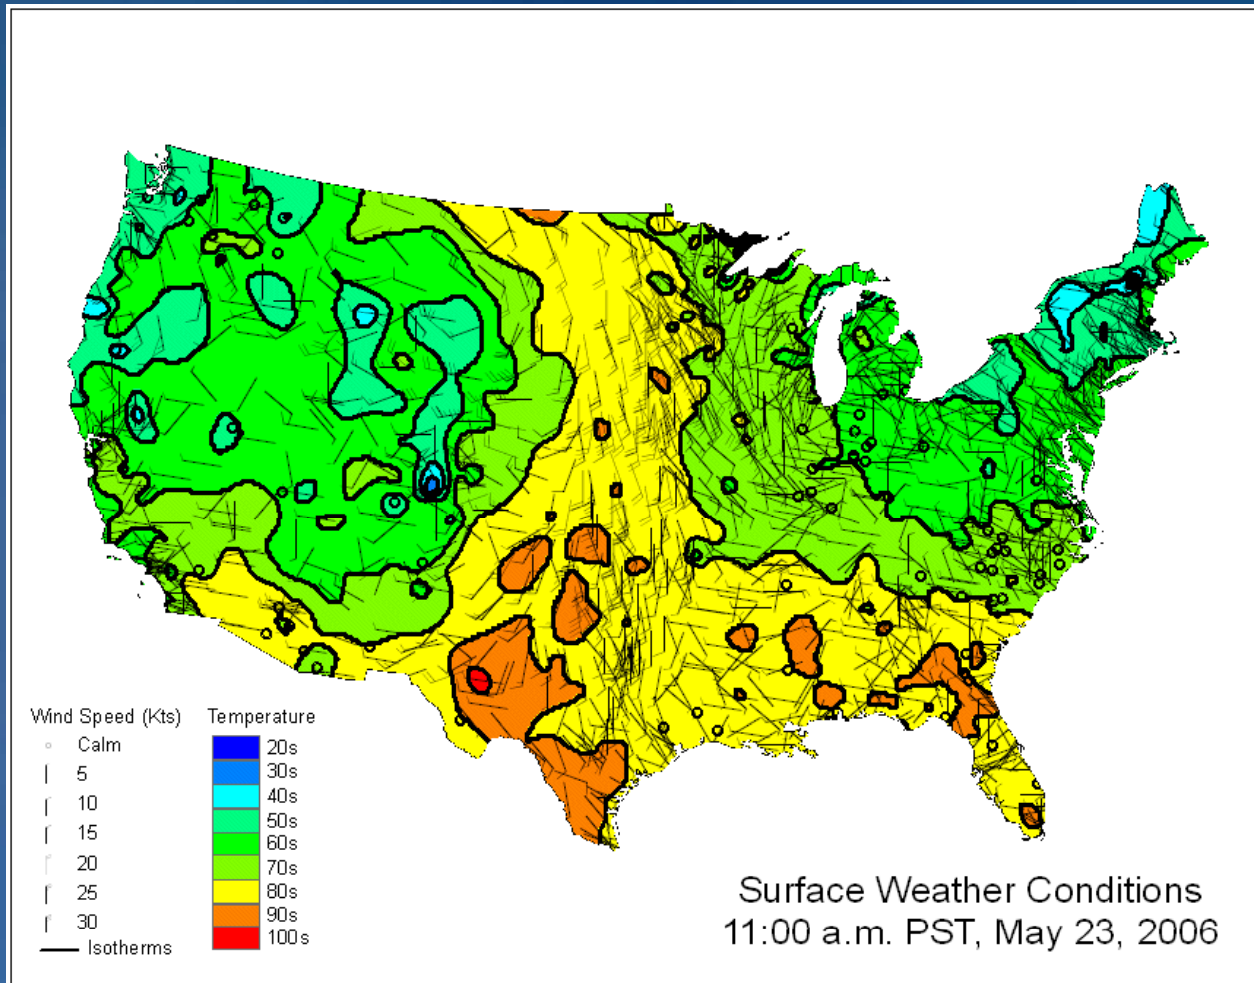 Wind Speed (Kts)
Calm
5
10
15
20
25
30
Isotherms
Temperature
20s
30s
40s
50s
60s
70s
80s
90s
100s
Surface Weather Conditions
11:00 a.m. PST, May 23, 2006